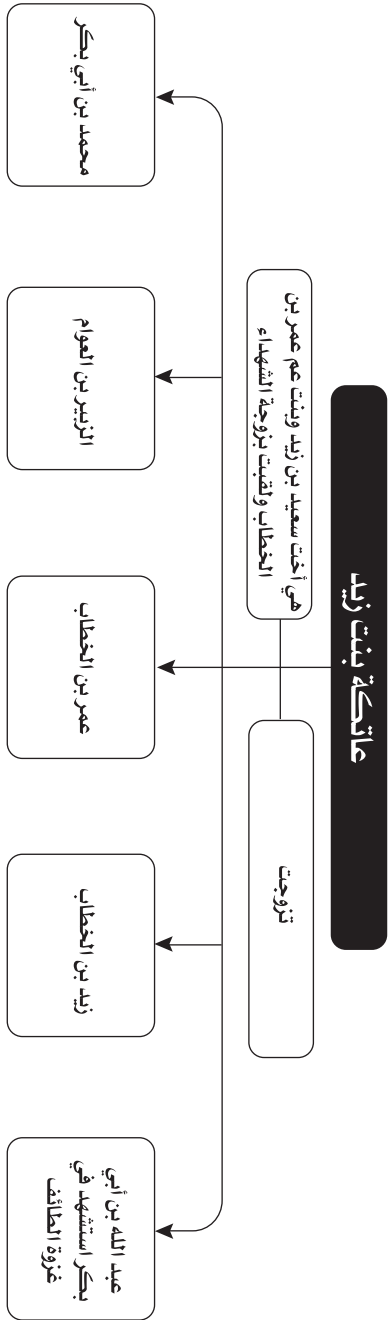 عاتكة بنت زيد
هي أخت سعيد بن زيد وبنت عم عمر بن
الخطاب ولقبت بزوجة الشهداء
تزوجت
عبد الله بن أبي
بكر استشهد في
غزوة الطائف
زيد بن الخطاب
عمر بن الخطاب
الزبير بن العوام
محمد بن أبي بكر